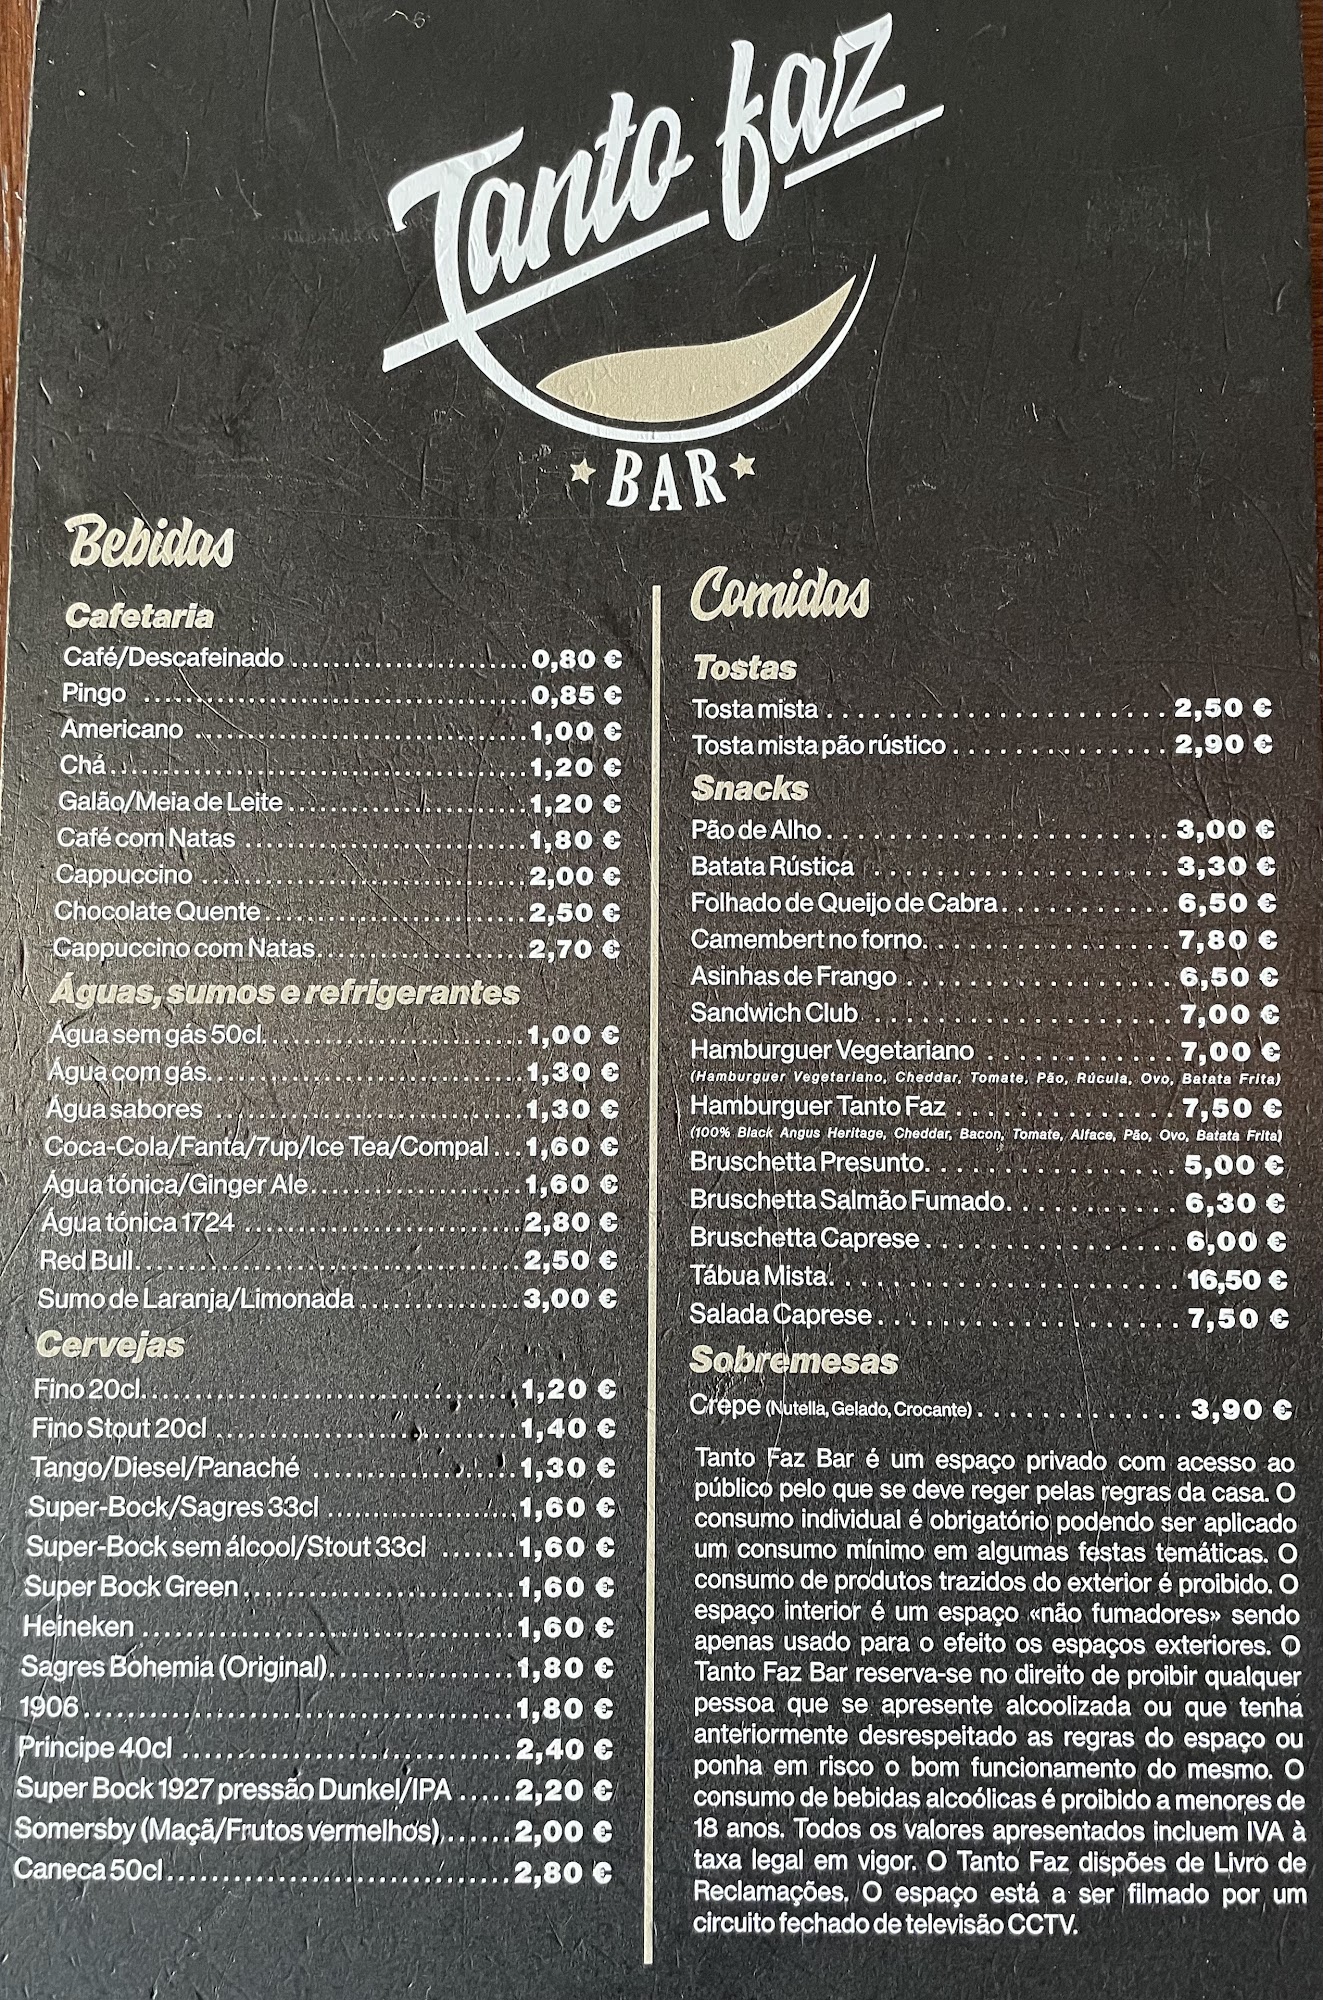 Tanto faz
BAR
Bebidas
Cafetaria
Café/Descafeinado ........................ 0,80 €
Pingo ........................ 0,85 €
Americano ........................ 1,00 €
Chá ........................ 1,20 €
Galão/Meia de Leite ........................ 1,20 €
Café com Natas ........................ 1,80 €
Cappuccino ........................ 2,00 €
Chocolate Quente ........................ 2,50 €
Cappuccino com Natas ........................ 2,70 €
Águas, sumos e refrigerantes
Água sem gás 50cl ........................ 1,00 €
Água com gás ........................ 1,30 €
Água sabores ........................ 1,30 €
Coca-Cola/Fanta/7up/Ice Tea/Compal ... 1,60 €
Água tónica/Ginger Ale ........................ 1,60 €
Água tónica 1724 ........................ 2,80 €
Red Bull ........................ 2,50 €
Sumo de Laranja/Limonada ............... 3,00 €
Cervejas
Fino 20cl ........................ 1,20 €
Fino Stout 20cl ........................ 1,40 €
Tango/Diesel/Panaché ........................ 1,30 €
Super-Bock/Sagres 33cl ........................ 1,60 €
Super-Bock sem álcool/Stout 33cl ....... 1,60 €
Super Bock Green ........................ 1,60 €
Heineken ........................ 1,60 €
Sagres Bohemia (Original) ................. 1,80 €
1906 ........................ 1,80 €
Príncipe 40cl ........................ 2,40 €
Super Bock 1927 pressão Dunkel/IPA ..... 2,20 €
Somersby (Maçã/Frutos vermelhos) ...... 2,00 €
Caneca 50cl ........................ 2,80 €
Comidas
Tostas
Tosta mista ........................ 2,50 €
Tosta mista pão rústico .............. 2,90 €
Snacks
Pão de Alho ........................ 3,00 €
Batata Rústica ................... 3,30 €
Folhado de Queijo de Cabra ........... 6,50 €
Camembert no forno ................ 7,80 €
Asinhas de Frango ................. 6,50 €
Sandwich Club ................... 7,00 €
Hamburguer Vegetariano ............ 7,00 €
(Hamburguer Vegetariano, Cheddar, Tomate, Pão, Rúcula, Ovo, Batata Frita)
Hamburguer Tanto Faz .............. 7,50 €
(100% Black Angus Heritage, Cheddar, Bacon, Tomate, Alface, Pão, Ovo, Batata Frita)
Bruschetta Presunto ................ 5,00 €
Bruschetta Salmão Fumado ........... 6,30 €
Bruschetta Caprese ................ 6,00 €
Tábua Mista ....................... 16,50 €
Salada Caprese .................... 7,50 €
Sobremesas
Crepe (Nutella, Gelado, Crocante) .............. 3,90 €
Tanto Faz Bar é um espaço privado com acesso ao
público pelo que se deve reger pelas regras da casa. O
consumo individual é obrigatório podendo ser aplicado
um consumo mínimo em algumas festas temáticas. O
consumo de produtos trazidos do exterior é proibido. O
espaço interior é um espaço «não fumadores» sendo
apenas usado para o efeito os espaços exteriores. O
Tanto Faz Bar reserva-se no direito de proibir qualquer
pessoa que se apresente alcoolizada ou que tenha
anteriormente desrespeitado as regras do espaço ou
ponha em risco o bom funcionamento do mesmo. O
consumo de bebidas alcoólicas é proibido a menores de
18 anos. Todos os valores apresentados incluem IVA à
taxa legal em vigor. O Tanto Faz dispões de Livro de
Reclamações. O espaço está a ser filmado por um
circuito fechado de televisão CCTV.